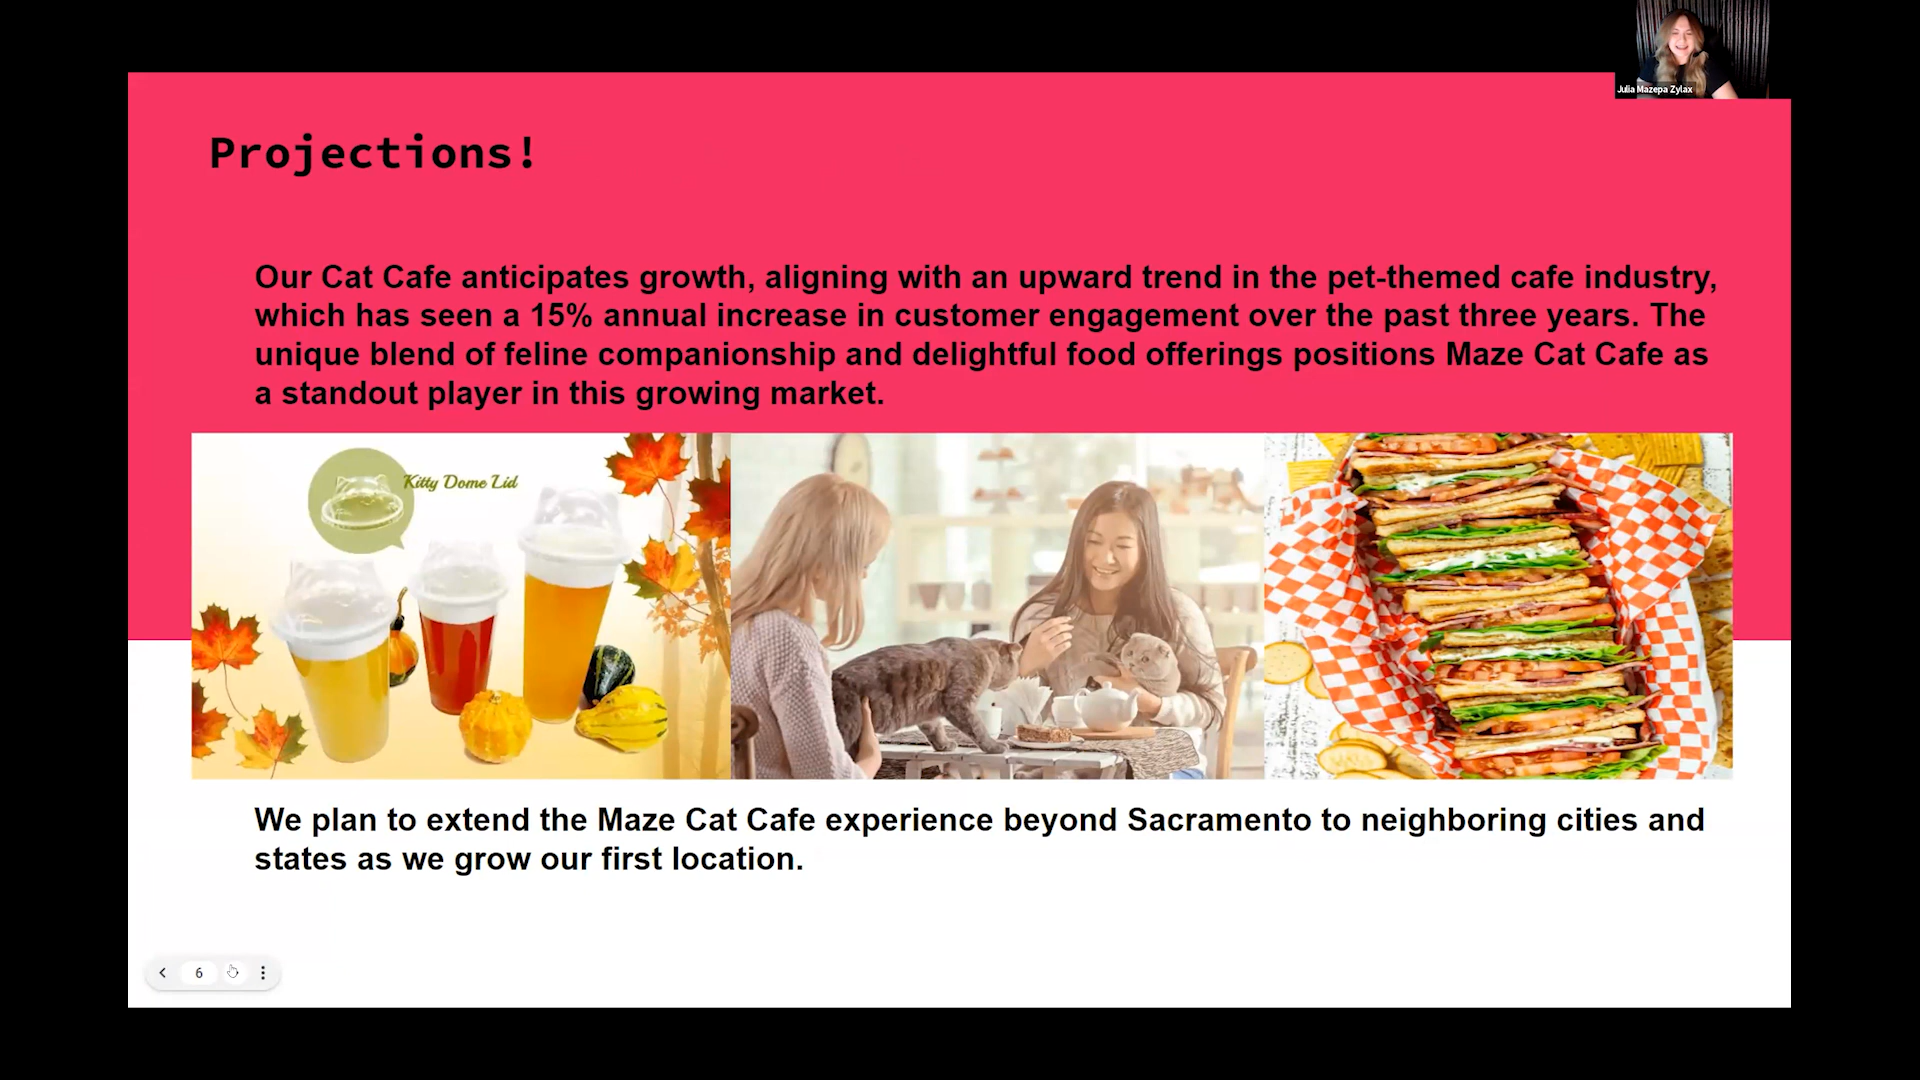 Julia Mazepa Zylax
Projections!
Our Cat Cafe anticipates growth, aligning with an upward trend in the pet-themed cafe industry,
which has seen a 15% annual increase in customer engagement over the past three years. The
unique blend of feline companionship and delightful food offerings positions Maze Cat Cafe as
a standout player in this growing market.
Kitty Dome Lid
We plan to extend the Maze Cat Cafe experience beyond Sacramento to neighboring cities and
states as we grow our first location.
6